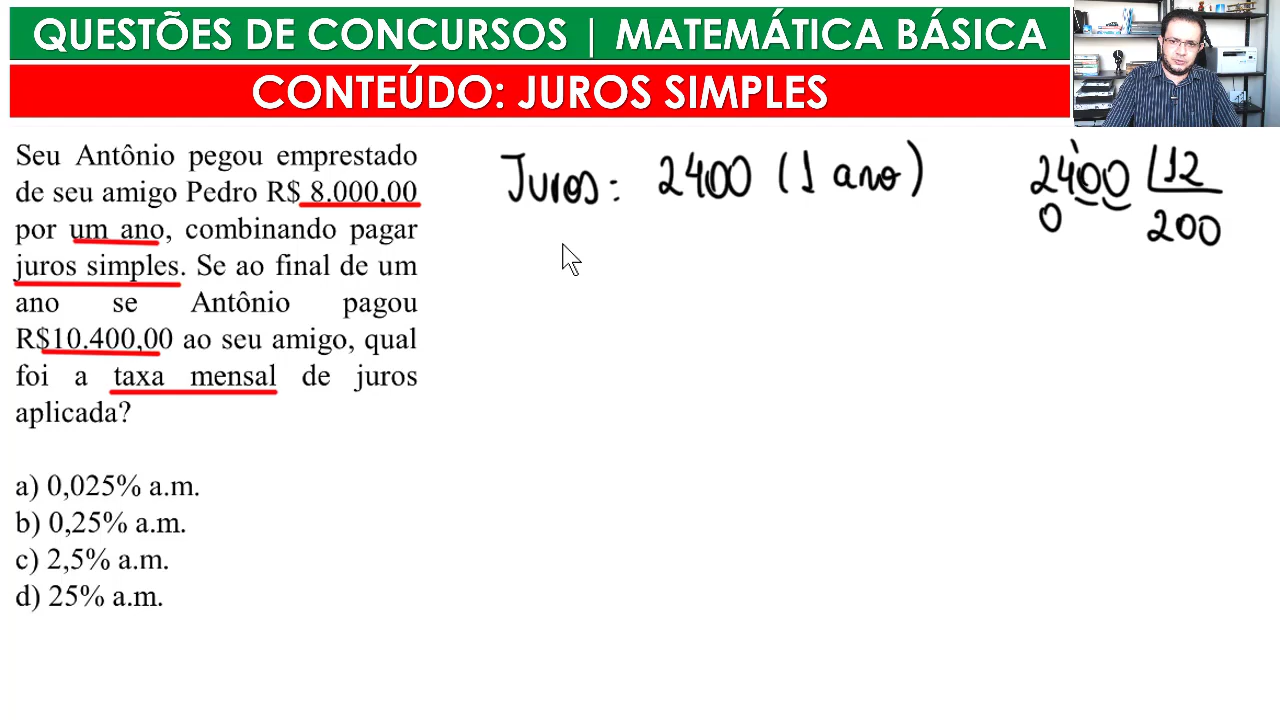 QUESTÕES DE CONCURSOS | MATEMÁTICA BÁSICA
CONTEÚDO: JUROS SIMPLES
Seu Antônio pegou emprestado
de seu amigo Pedro R$ 8.000,00
por um ano, combinando pagar
juros simples. Se ao final de um
ano se Antônio pagou
R$10.400,00 ao seu amigo, qual
foi a taxa mensal de juros
aplicada?
a) 0,025% a.m.
b) 0,25% a.m.
c) 2,5% a.m.
d) 25% a.m.
Juros: 2400 (1 ano)
2400 12
0 200